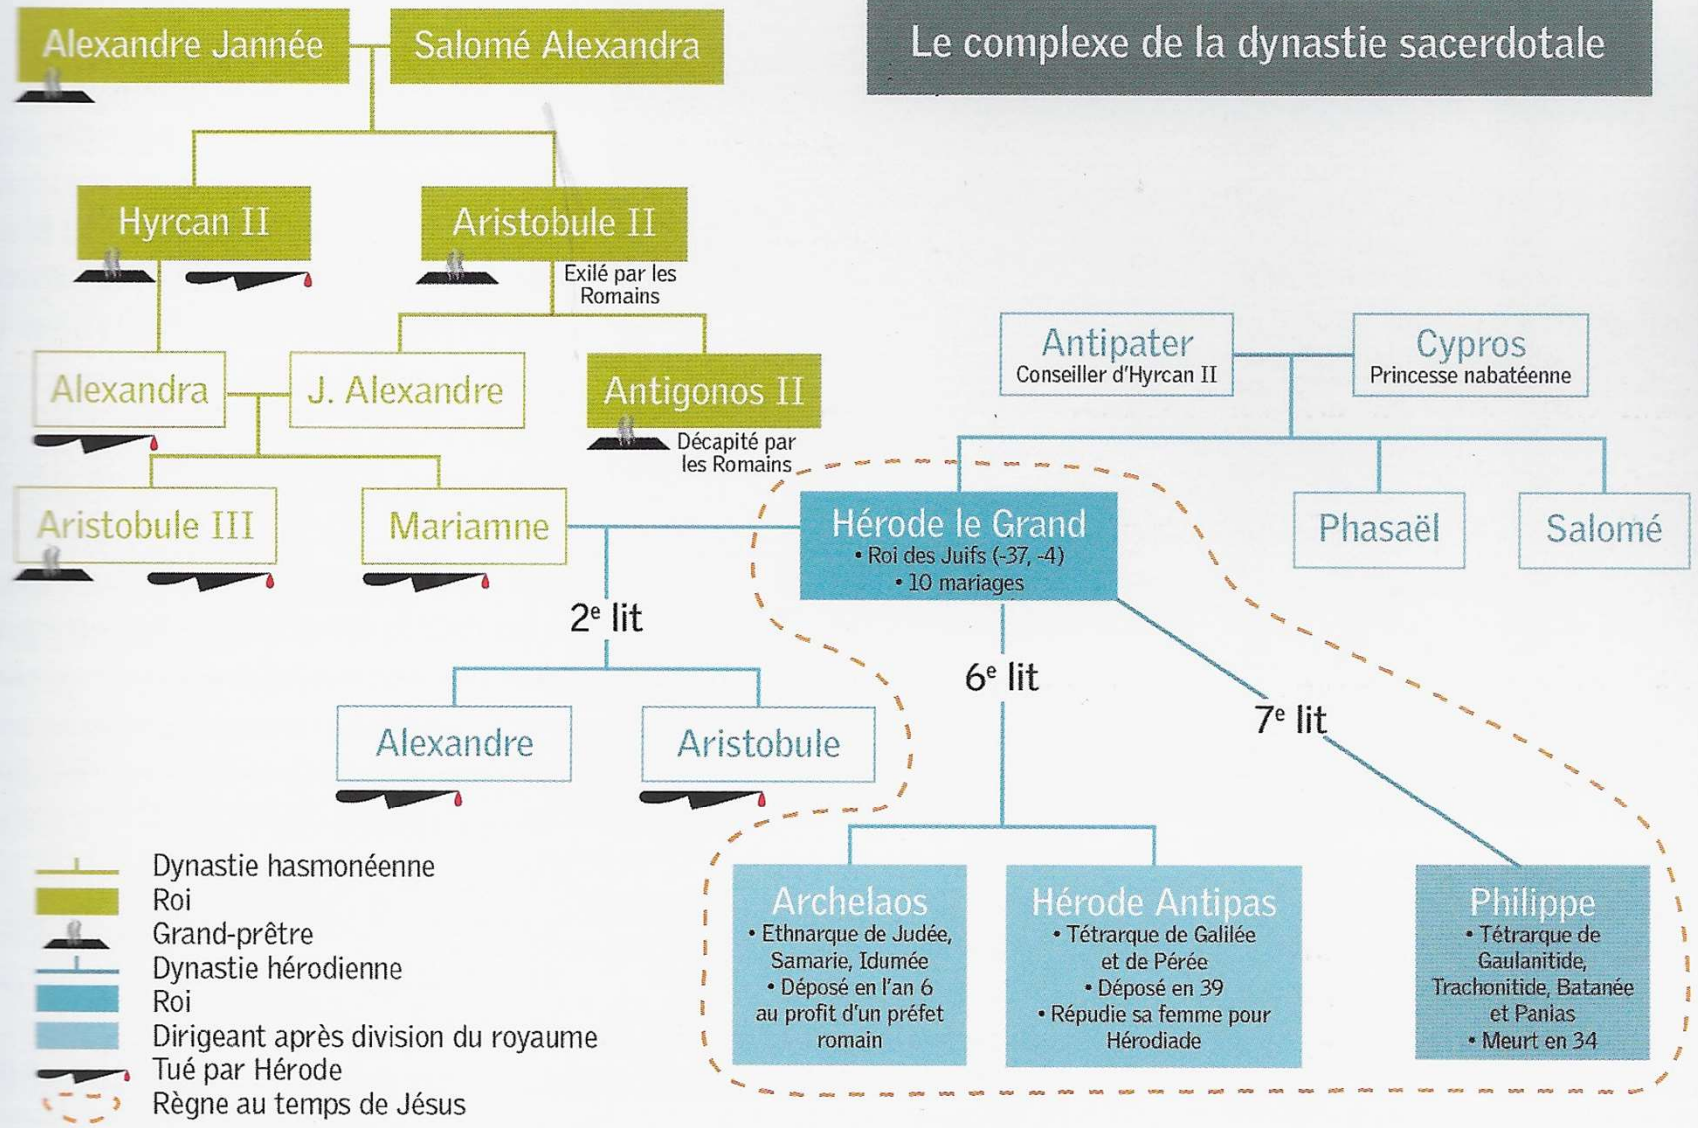 Alexandre Jannée
Salomé Alexandra
Le complexe de la dynastie sacerdotale
Hyrcan II
Aristobule II
Exilé par les
Romains
Antipater
Conseiller d'Hyrcan II
Cypros
Princesse nabatéenne
Alexandra
J. Alexandre
Antigonos II
Décapité par
les Romains
Aristobule III
Mariamne
Hérode le Grand
• Roi des Juifs (-37, -4)
• 10 mariages
Phasaël
Salomé
2e lit
6e lit
7e lit
Alexandre
Aristobule
Archelaos
• Ethnarque de Judée,
Samarie, Idumée
• Déposé en l'an 6
au profit d'un préfet
romain
Hérode Antipas
• Tétrarque de Galilée
et de Pérée
• Déposé en 39
• Répudie sa femme pour
Hérodiade
Philippe
• Tétrarque de
Gaulanitide,
Trachonitide, Batanée
et Panias
• Meurt en 34
Dynastie hasmonéenne
Roi
Grand-prêtre
Dynastie hérodienne
Roi
Dirigeant après division du royaume
Tué par Hérode
Règne au temps de Jésus